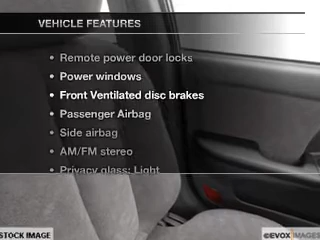 VEHICLE FEATURES
• Remote power door locks
• Power windows
• Front Ventilated disc brakes
• Passenger Airbag
• Side airbag
• AM/FM stereo
• Privacy glass: Light
STOCK IMAGE
©EVOX IMAGES